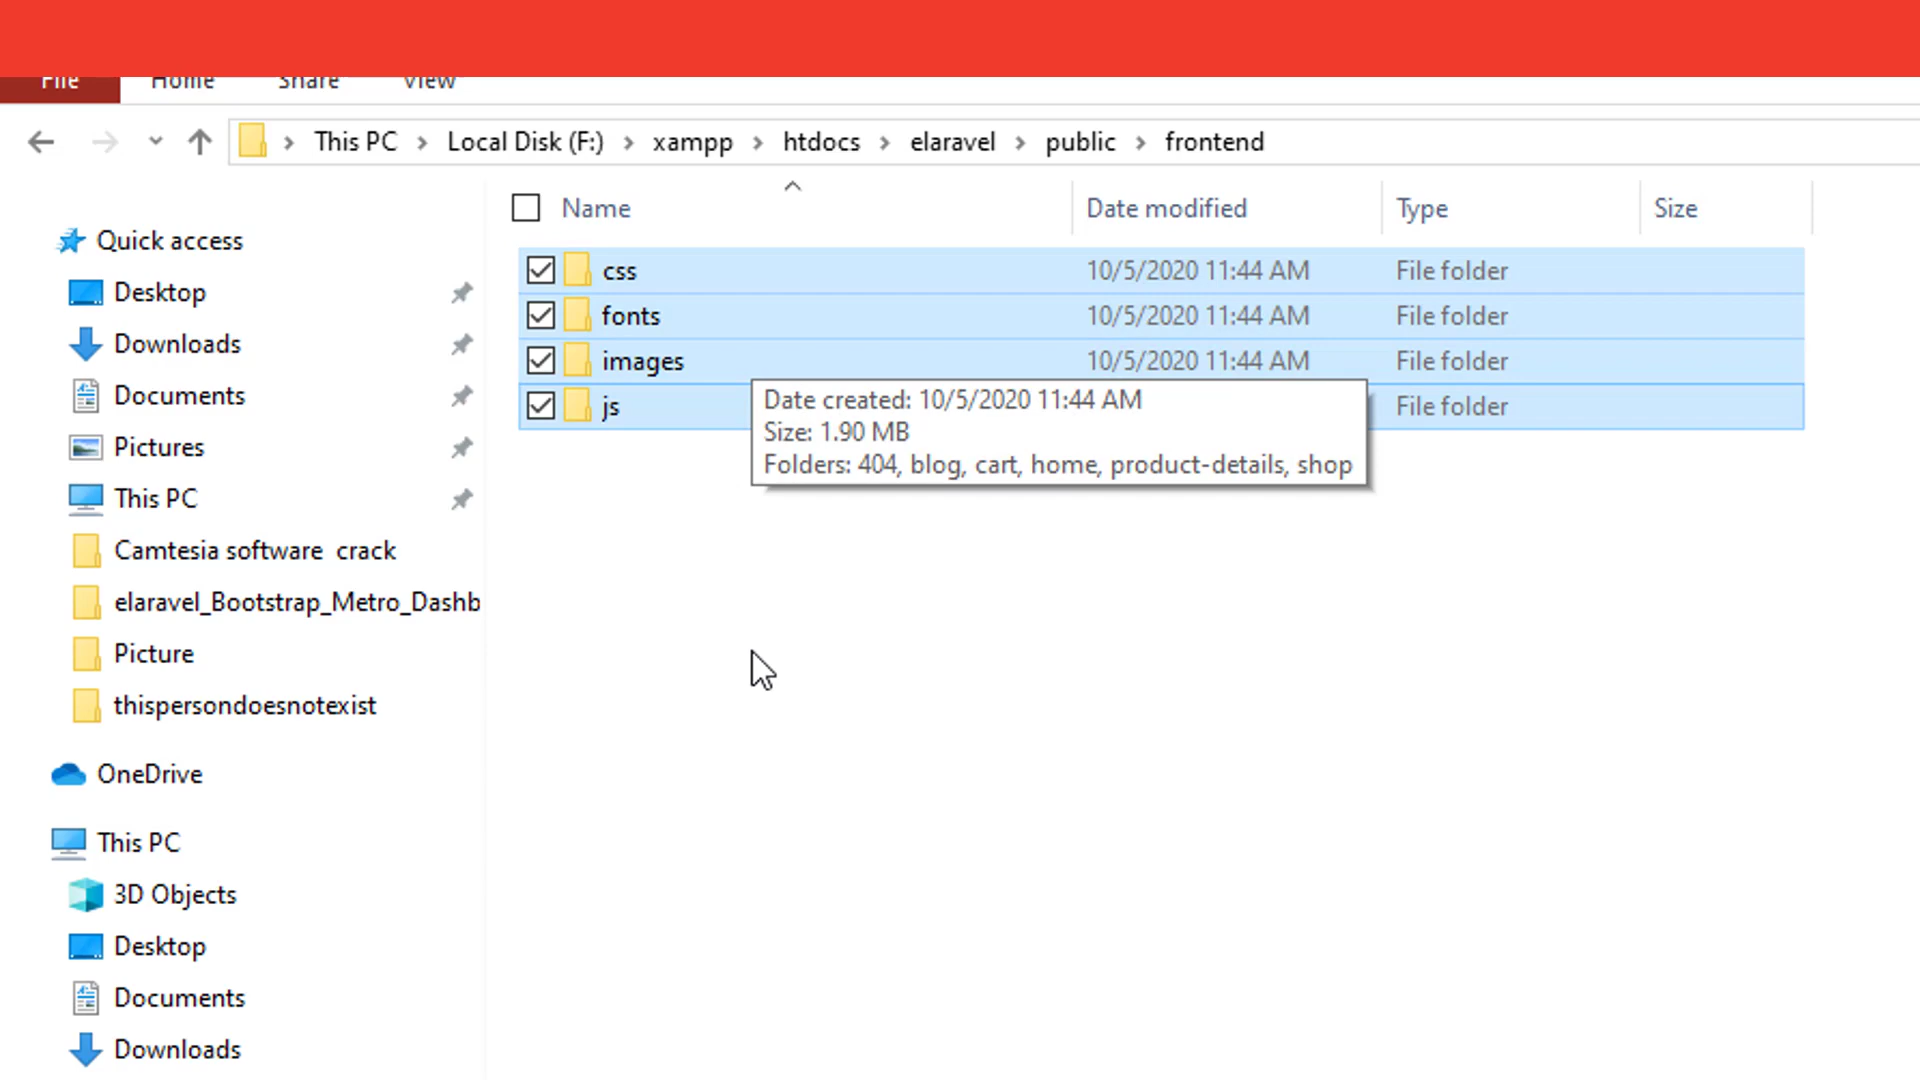 File Home Share View
This PC Local Disk (F:) xampp htdocs elaravel public frontend
Name Date modified Type Size
css 10/5/2020 11:44 AM File folder
fonts 10/5/2020 11:44 AM File folder
images 10/5/2020 11:44 AM File folder
js File folder
Date created: 10/5/2020 11:44 AM
Size: 1.90 MB
Folders: 404, blog, cart, home, product-details, shop
Quick access
Desktop
Downloads
Documents
Pictures
This PC
Camtesia software crack
elaravel_Bootstrap_Metro_Dashb
Picture
thispersondoesnotexist
OneDrive
This PC
3D Objects
Desktop
Documents
Downloads